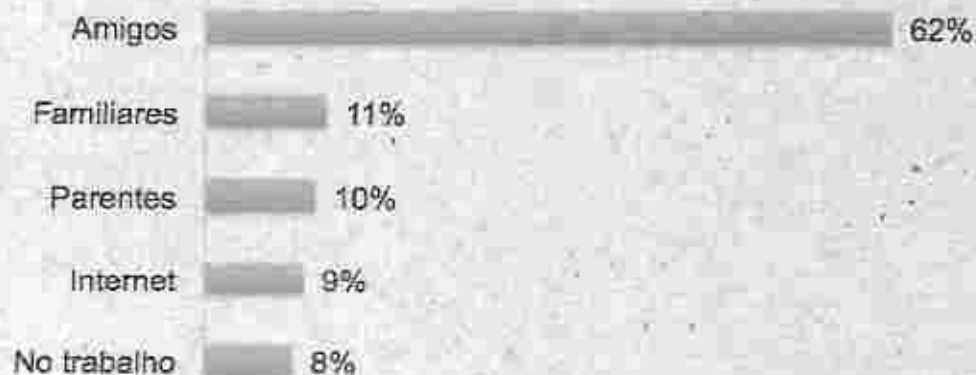 Amigos 62%
Familiares 11%
Parentes 10%
Internet 9%
No trabalho 8%